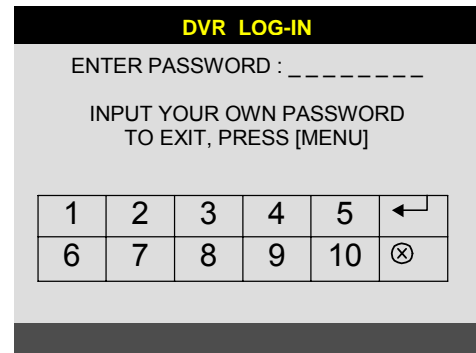 DVR LOG-IN
ENTER PASSWORD : _ _ _ _ _ _ _ _
INPUT YOUR OWN PASSWORD
TO EXIT, PRESS [MENU]
1 2 3 4 5 ↵
6 7 8 9 10 ⊗